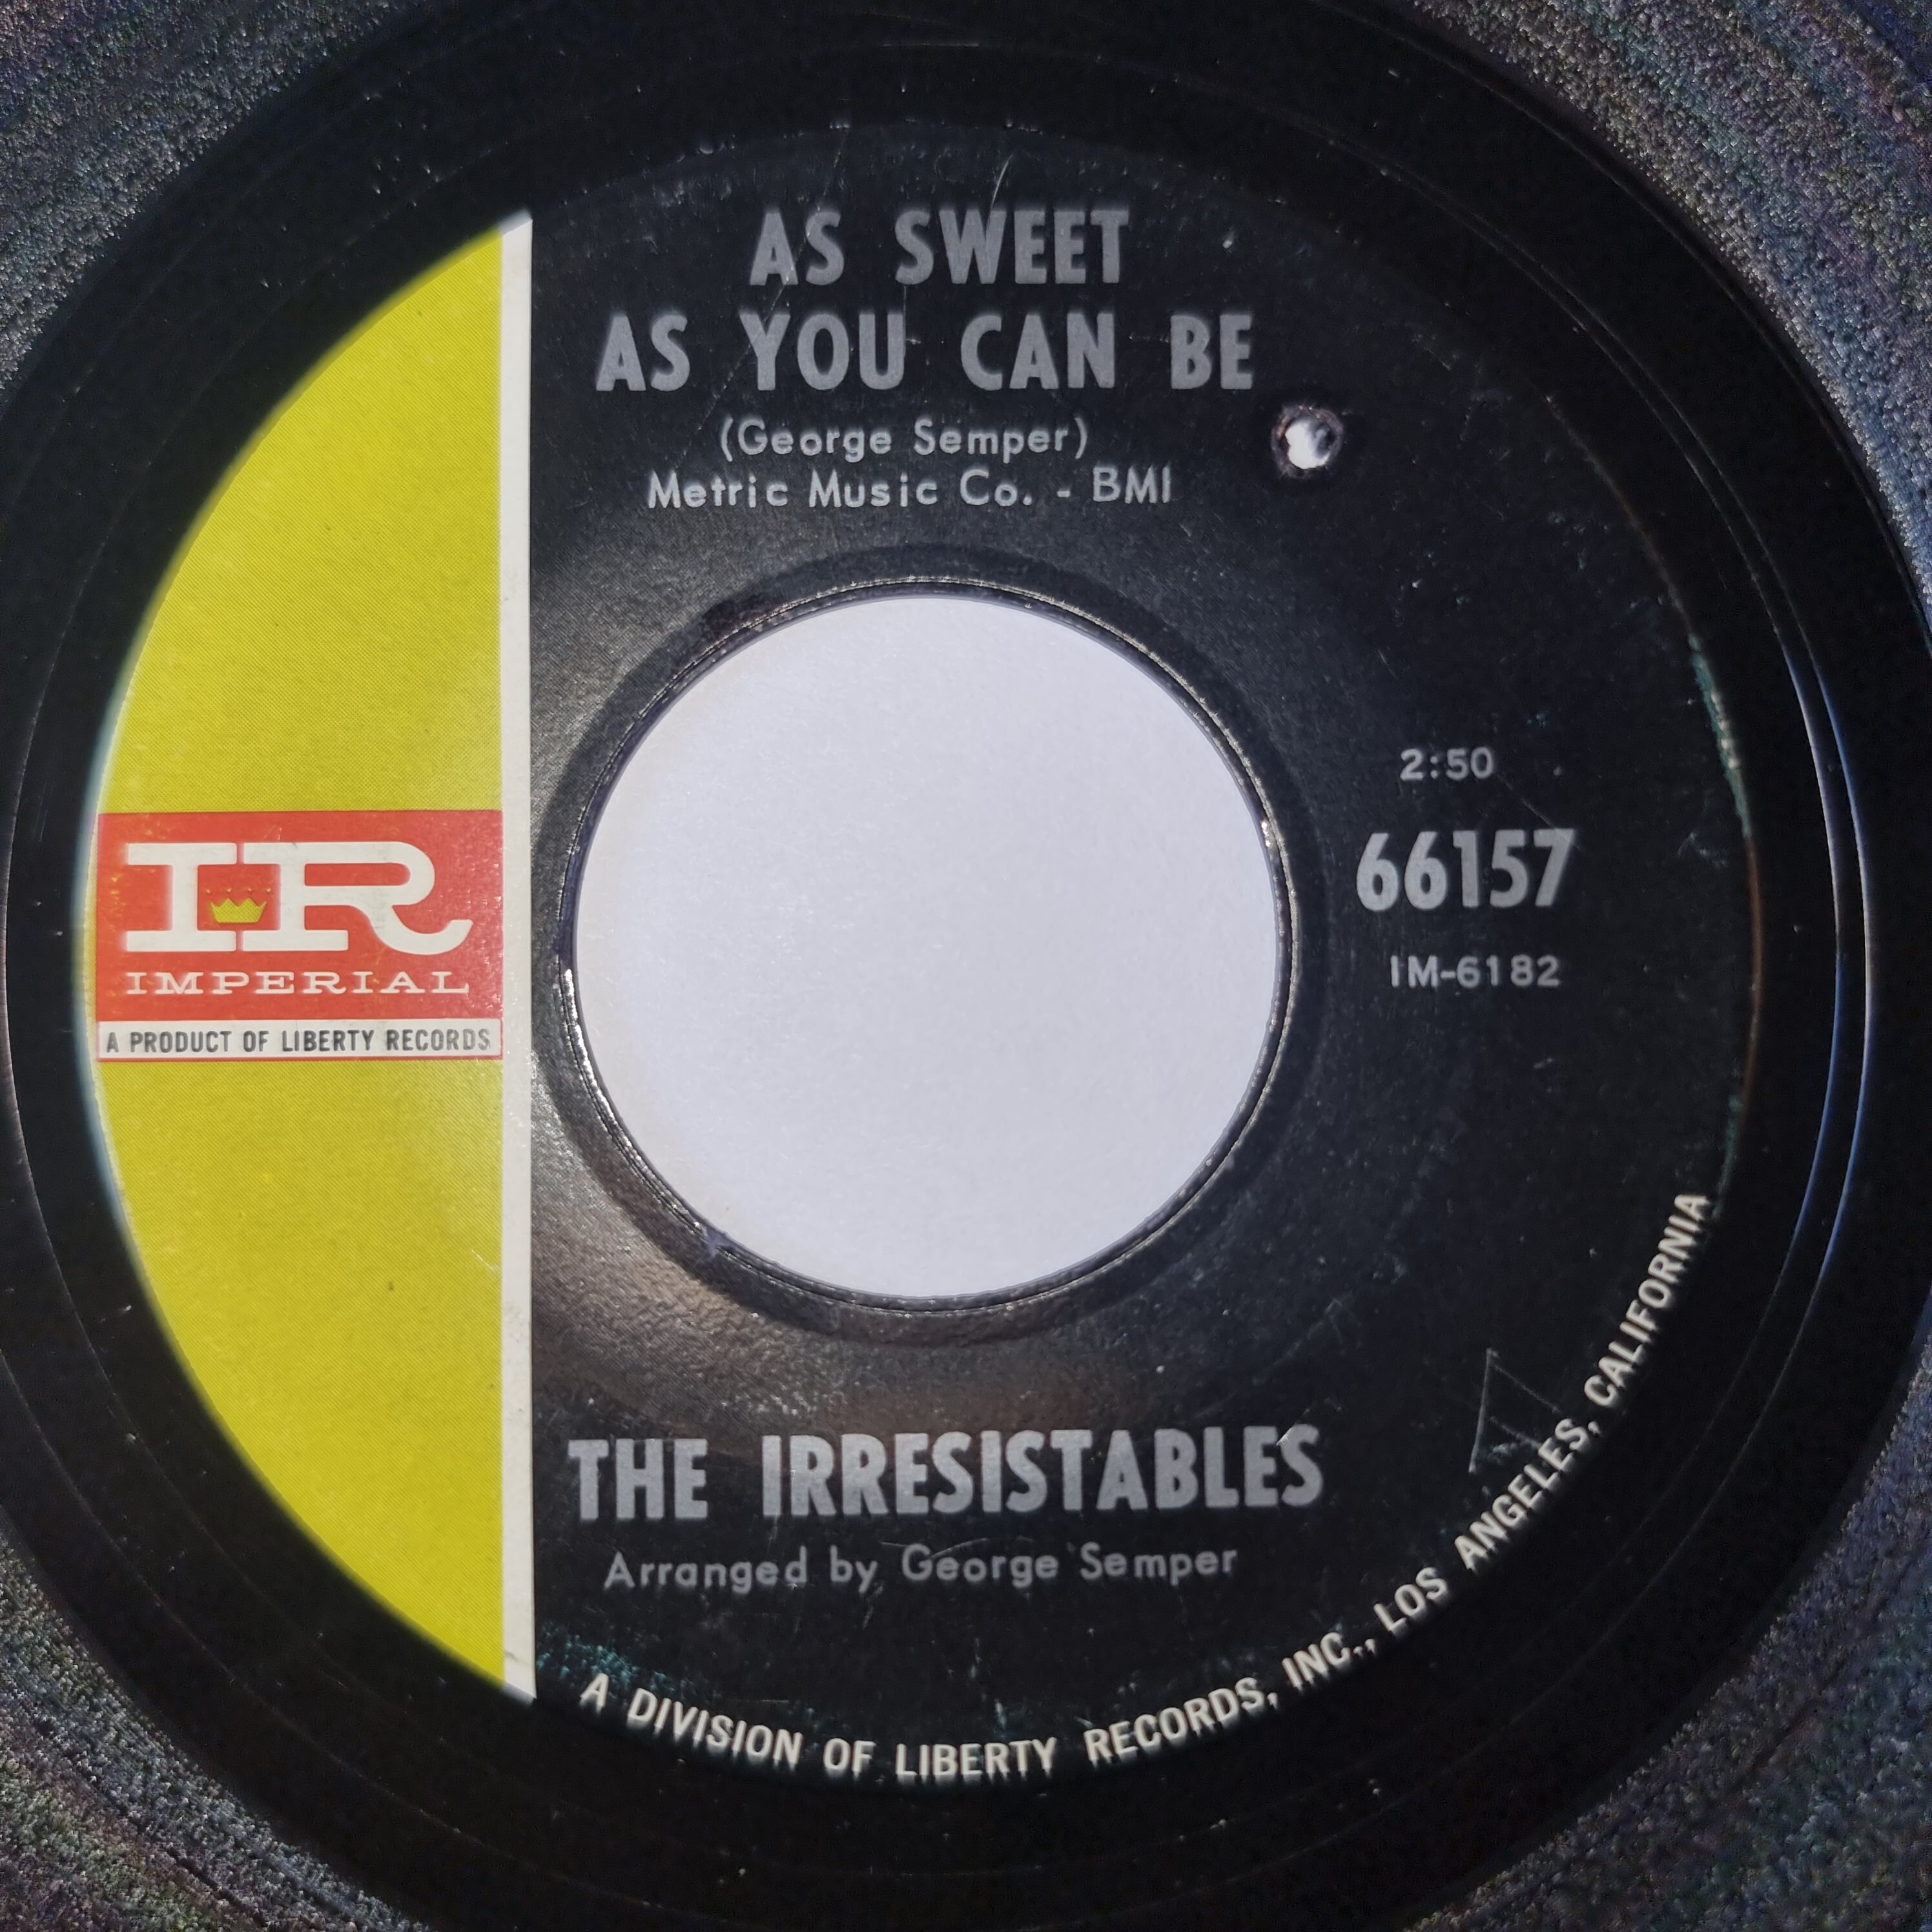 AS SWEET
AS YOU CAN BE
(George Semper)
Metric Music Co. - BMI
2:50
66157
IM-6182
IR
IMPERIAL
A PRODUCT OF LIBERTY RECORDS
THE IRRESISTABLES
Arranged by George Semper
A DIVISION OF LIBERTY RECORDS, INC., LOS ANGELES, CALIFORNIA